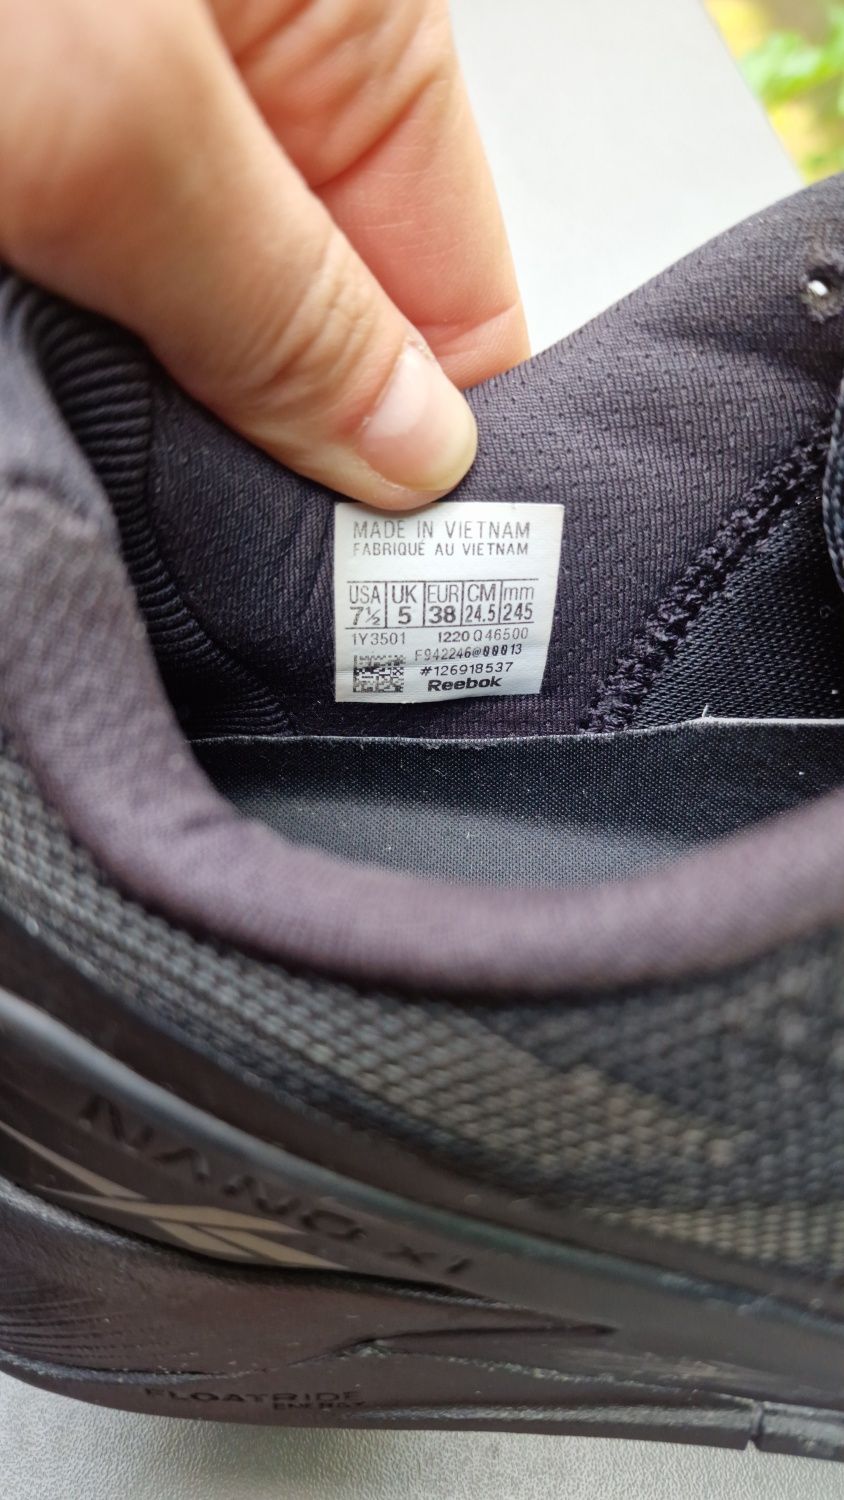 MADE IN VIETNAM
FABRIQUÉ AU VIETNAM
USA UK EUR CM mm
7½ 5 38 24.5 245
1Y3501 1220 Q46500
F942246@00013
#126918537
Reebok
NANO X1
FLOATRIDE
ENERGY